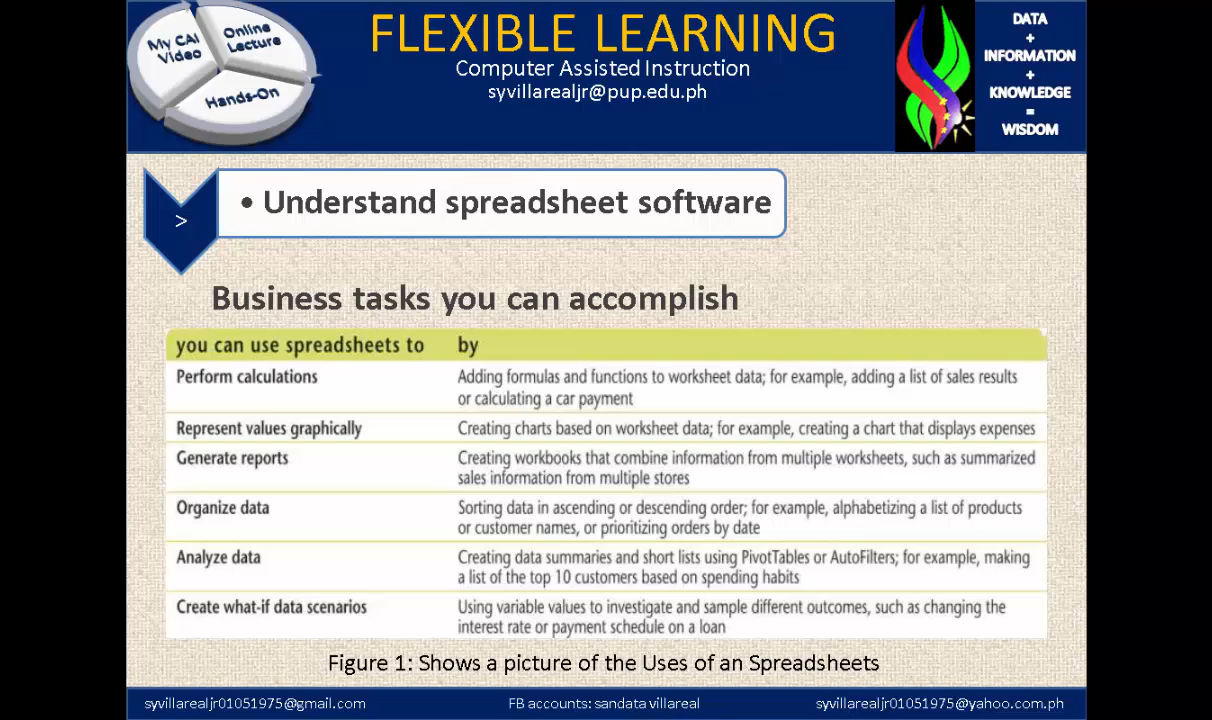 My CAI
Video
Online
Lecture
Hands-On
FLEXIBLE LEARNING
Computer Assisted Instruction
syvillarealjr@pup.edu.ph
DATA
+
INFORMATION
+
KNOWLEDGE
=
WISDOM
>
• Understand spreadsheet software
Business tasks you can accomplish
you can use spreadsheets to by
Perform calculations Adding formulas and functions to worksheet data; for example, adding a list of sales results
or calculating a car payment
Represent values graphically Creating charts based on worksheet data; for example, creating a chart that displays expenses
Generate reports Creating workbooks that combine information from multiple worksheets, such as summarized
sales information from multiple stores
Organize data Sorting data in ascending or descending order; for example, alphabetizing a list of products
or customer names, or prioritizing orders by date
Analyze data Creating data summaries and short lists using PivotTables or AutoFilters; for example, making
a list of the top 10 customers based on spending habits
Create what-if data scenarios Using variable values to investigate and sample different outcomes, such as changing the
interest rate or payment schedule on a loan
Figure 1: Shows a picture of the Uses of an Spreadsheets
syvillarealjr01051975@gmail.com FB accounts: sandata villareal syvillarealjr01051975@yahoo.com.ph